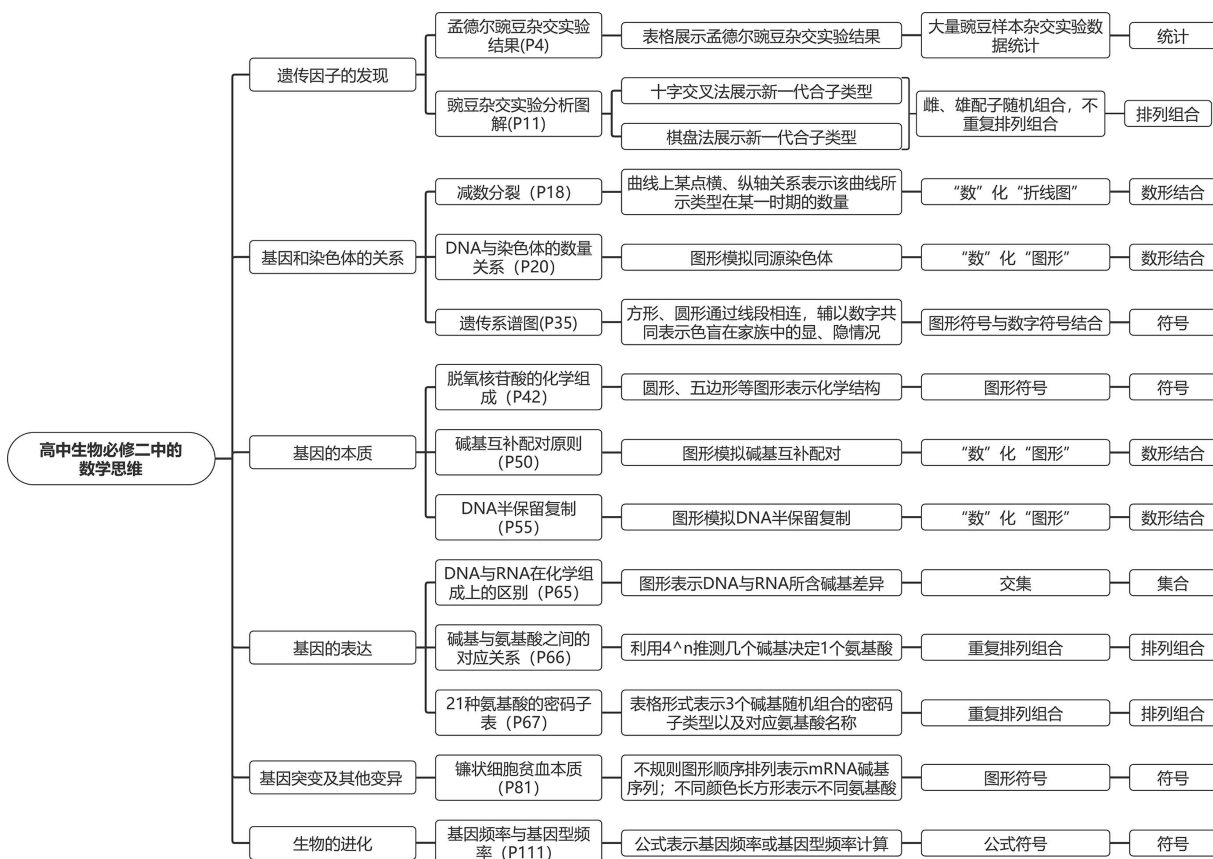 高中生物必修二中的
数学思维
遗传因子的发现
孟德尔豌豆杂交实验
结果(P4)
表格展示孟德尔豌豆杂交实验结果
大量豌豆样本杂交实验数
据统计
统计
豌豆杂交实验分析图
解(P11)
十字交叉法展示新一代合子类型
棋盘法展示新一代合子类型
雌、雄配子随机组合，不
重复排列组合
排列组合
基因和染色体的关系
减数分裂（P18）
曲线上某点横、纵轴关系表示该曲线所
示类型在某一时期的数量
“数”化“折线图”
数形结合
DNA与染色体的数量
关系（P20）
图形模拟同源染色体
“数”化“图形”
数形结合
遗传系谱图(P35)
方形、圆形通过线段相连，辅以数字共
同表示色盲在家族中的显、隐情况
图形符号与数字符号结合
符号
基因的本质
脱氧核苷酸的化学组
成（P42）
圆形、五边形等图形表示化学结构
图形符号
符号
碱基互补配对原则
（P50）
图形模拟碱基互补配对
“数”化“图形”
数形结合
DNA半保留复制
（P55）
图形模拟DNA半保留复制
“数”化“图形”
数形结合
基因的表达
DNA与RNA在化学组
成上的区别（P65）
图形表示DNA与RNA所含碱基差异
交集
集合
碱基与氨基酸之间的
对应关系（P66）
利用4^n推测几个碱基决定1个氨基酸
重复排列组合
排列组合
21种氨基酸的密码子
表（P67）
表格形式表示3个碱基随机组合的密码
子类型以及对应氨基酸名称
重复排列组合
排列组合
基因突变及其他变异
镰状细胞贫血本质
（P81）
不规则图形顺序排列表示mRNA碱基
序列；不同颜色长方形表示不同氨基酸
图形符号
符号
生物的进化
基因频率与基因型频
率（P111）
公式表示基因频率或基因型频率计算
公式符号
符号